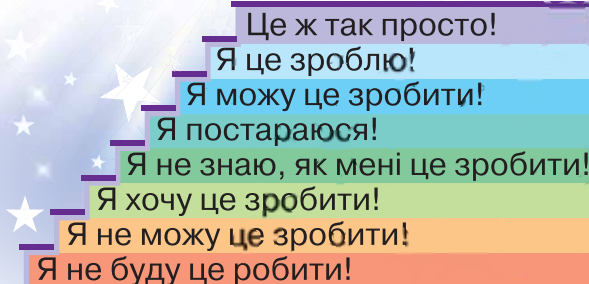 Це ж так просто!
Я це зроблю!
Я можу це зробити!
Я постараюся!
Я не знаю, як мені це зробити!
Я хочу це зробити!
Я не можу це зробити!
Я не буду це робити!